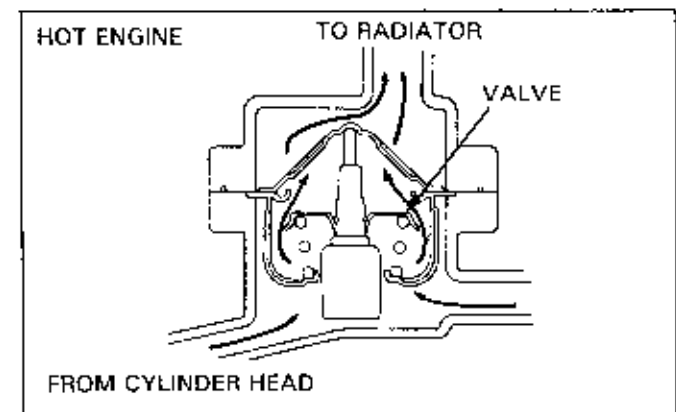 HOT ENGINE
TO RADIATOR
VALVE
FROM CYLINDER HEAD